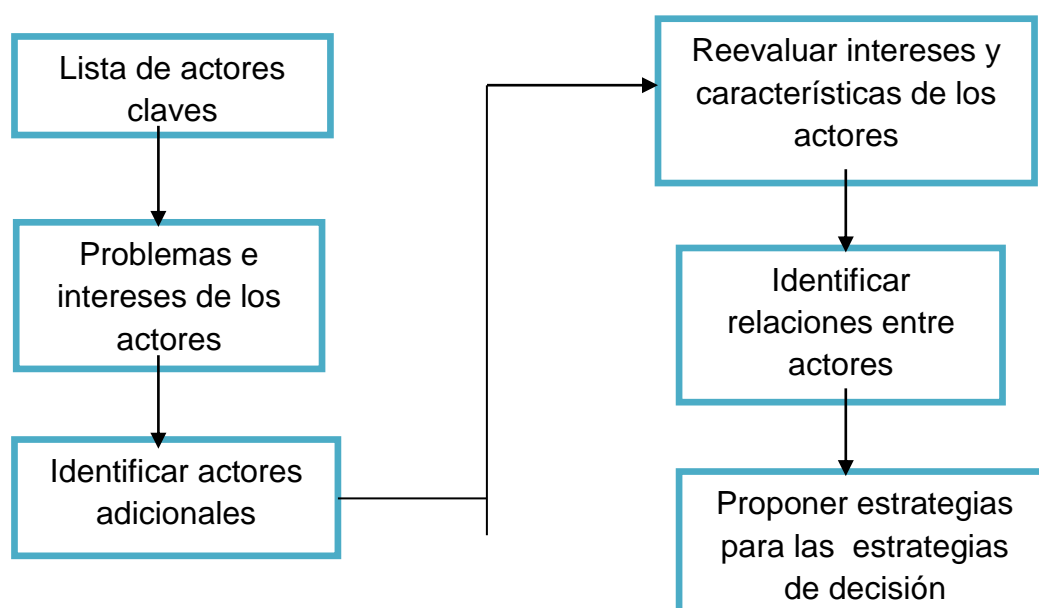 Lista de actores
claves
Problemas e
intereses de los
actores
Identificar actores
adicionales
Reevaluar intereses y
características de los
actores
Identificar
relaciones entre
actores
Proponer estrategias
para las estrategias
de decisión